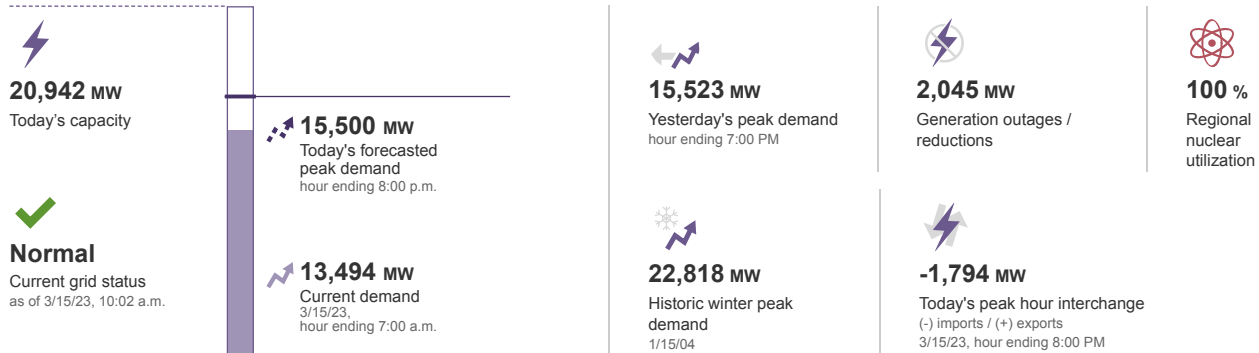 20,942 MW
Today's capacity
Normal
Current grid status
as of 3/15/23, 10:02 a.m.
15,500 MW
Today's forecasted
peak demand
hour ending 8:00 p.m.
13,494 MW
Current demand
3/15/23,
hour ending 7:00 a.m.
15,523 MW
Yesterday's peak demand
hour ending 7:00 PM
2,045 MW
Generation outages /
reductions
100 %
Regional
nuclear
utilization
22,818 MW
Historic winter peak
demand
1/15/04
-1,794 MW
Today's peak hour interchange
(-) imports / (+) exports
3/15/23, hour ending 8:00 PM